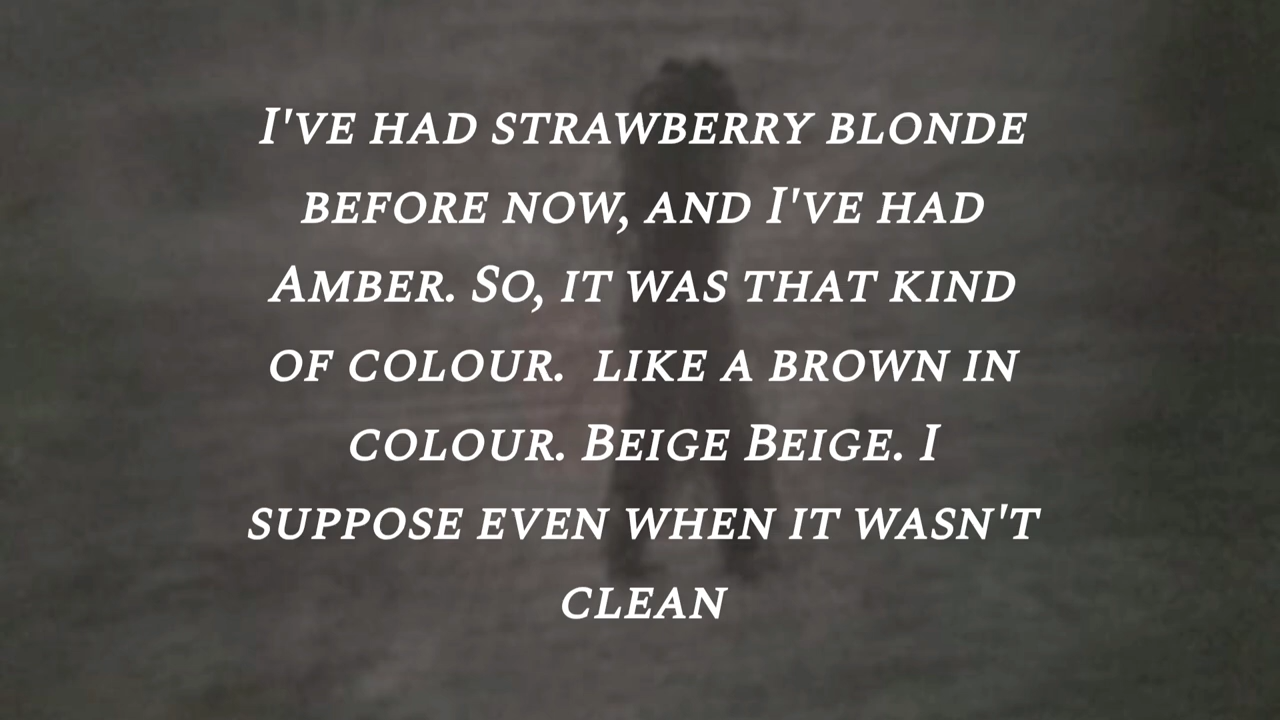 I've had strawberry blonde
before now, and I've had
Amber. So, it was that kind
of colour.  like a brown in
colour. Beige Beige. I
suppose even when it wasn't
clean